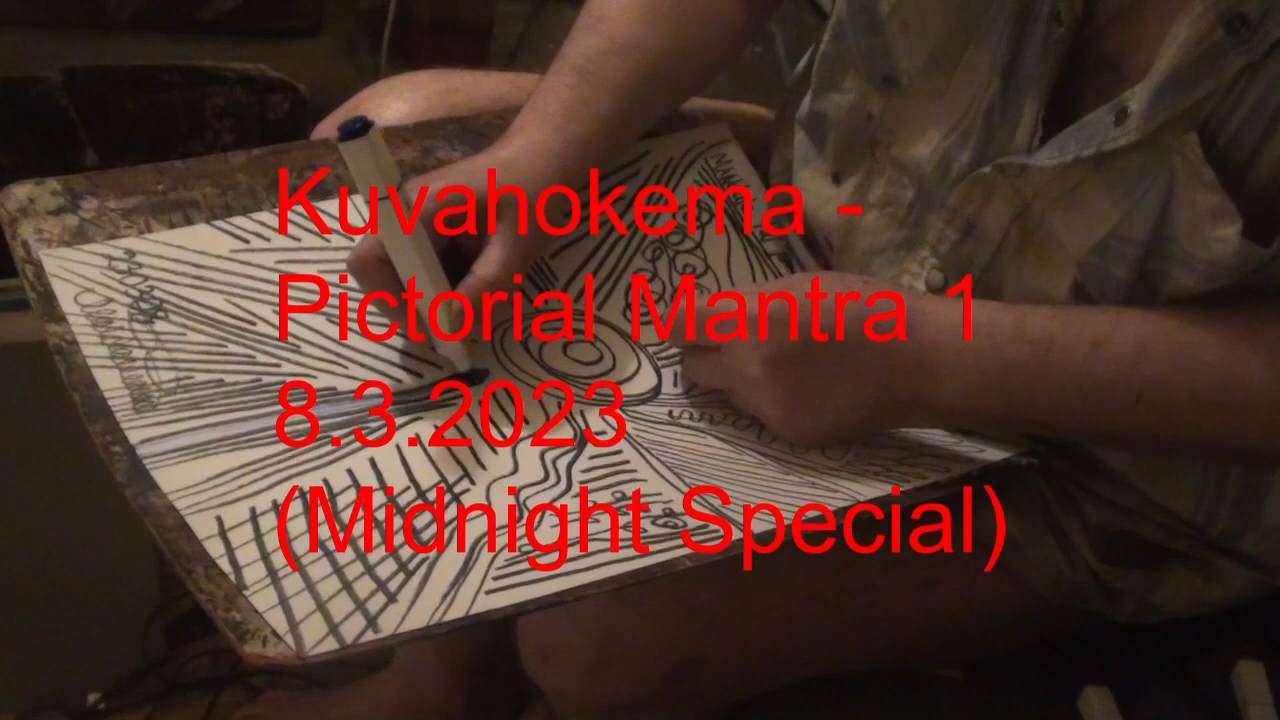 Kuvahokema -
Pictorial Mantra 1
8.3.2023
(Midnight Special)